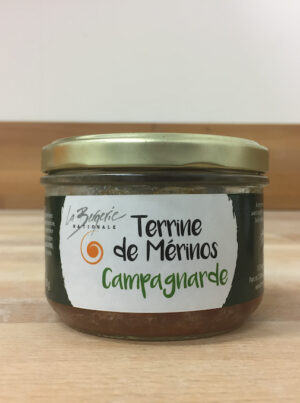 La Bergerie
NATIONALE
Terrine
de Mérinos
Campagnarde